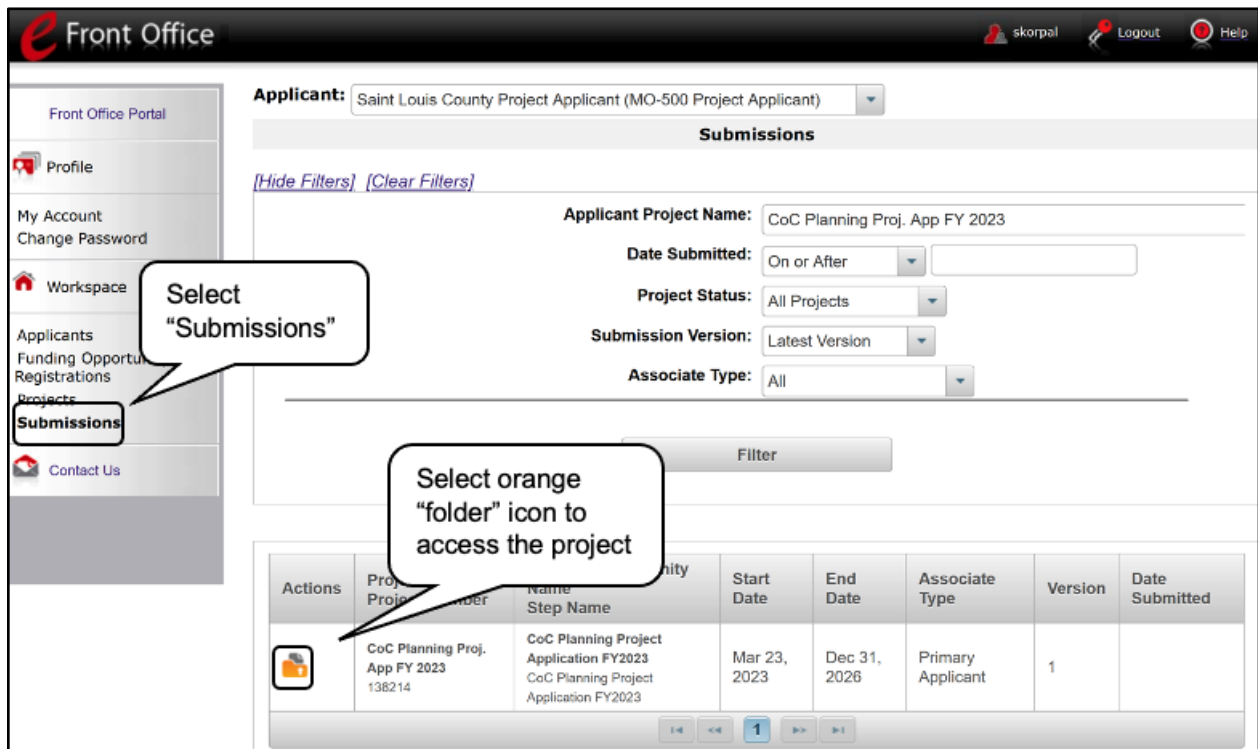 e Front Office
skorpal
Logout
Help
Front Office Portal
Profile
My Account
Change Password
Workspace
Applicants
Funding Opportu
Registrations
Projects
Submissions
Contact Us
Select
“Submissions”
Applicant: Saint Louis County Project Applicant (MO-500 Project Applicant)
Submissions
[Hide Filters] [Clear Filters]
Applicant Project Name: CoC Planning Proj. App FY 2023
Date Submitted: On or After
Project Status: All Projects
Submission Version: Latest Version
Associate Type: All
Filter
Select orange
“folder” icon to
access the project
Actions
Step Name
Start
Date
End
Date
Associate
Type
Version
Date
Submitted
CoC Planning Proj.
App FY 2023
138214
CoC Planning Project
Application FY2023
CoC Planning Project
Application FY2023
Mar 23,
2023
Dec 31,
2026
Primary
Applicant
1
1